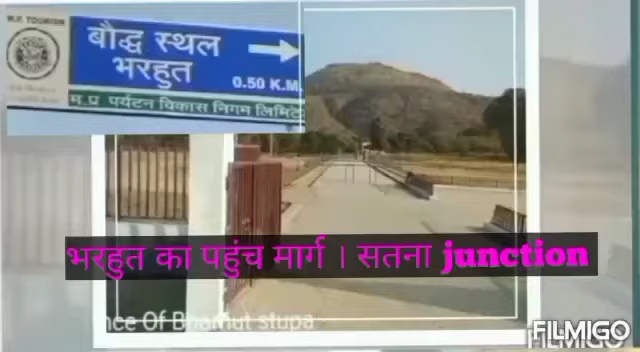 M.P. TOURISM
बौद्ध स्थल
भरहुत
0.50 K.M.
म.प्र. पर्यटन विकास निगम लिमिटेड
भरहुत का पहुंच मार्ग । सतना junction
nce Of Bharhut stupa
FILMIGO